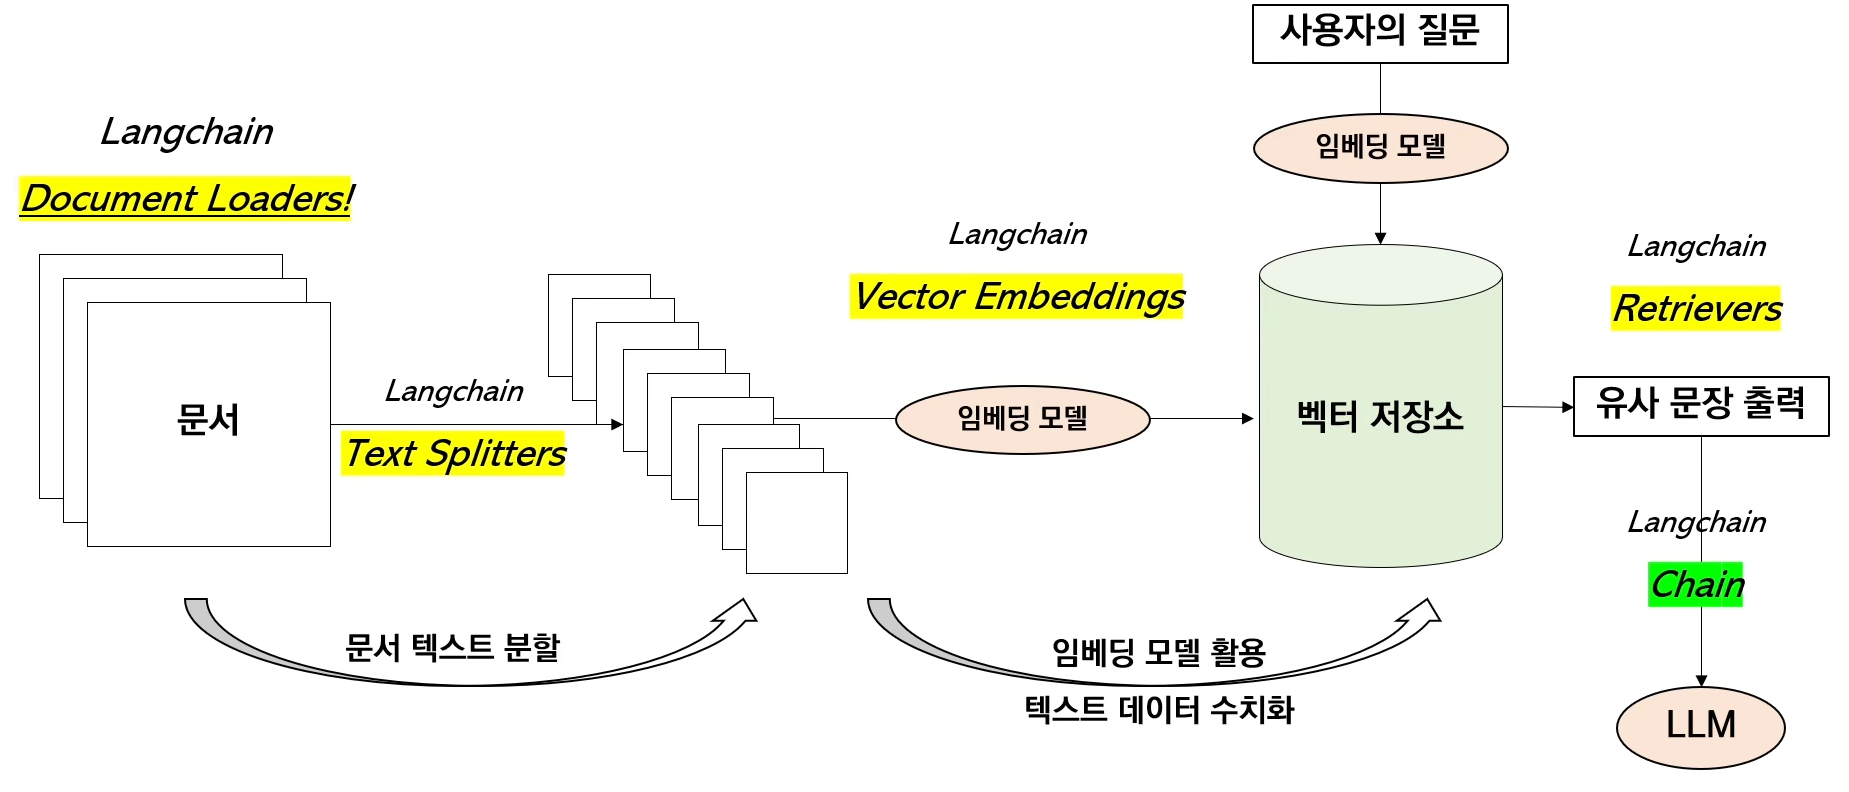 사용자의 질문
임베딩 모델
Langchain
Document Loaders!
문서
Langchain
Text Splitters
Langchain
Vector Embeddings
임베딩 모델
벡터 저장소
Langchain
Retrievers
유사 문장 출력
Langchain
Chain
LLM
문서 텍스트 분할
임베딩 모델 활용
텍스트 데이터 수치화